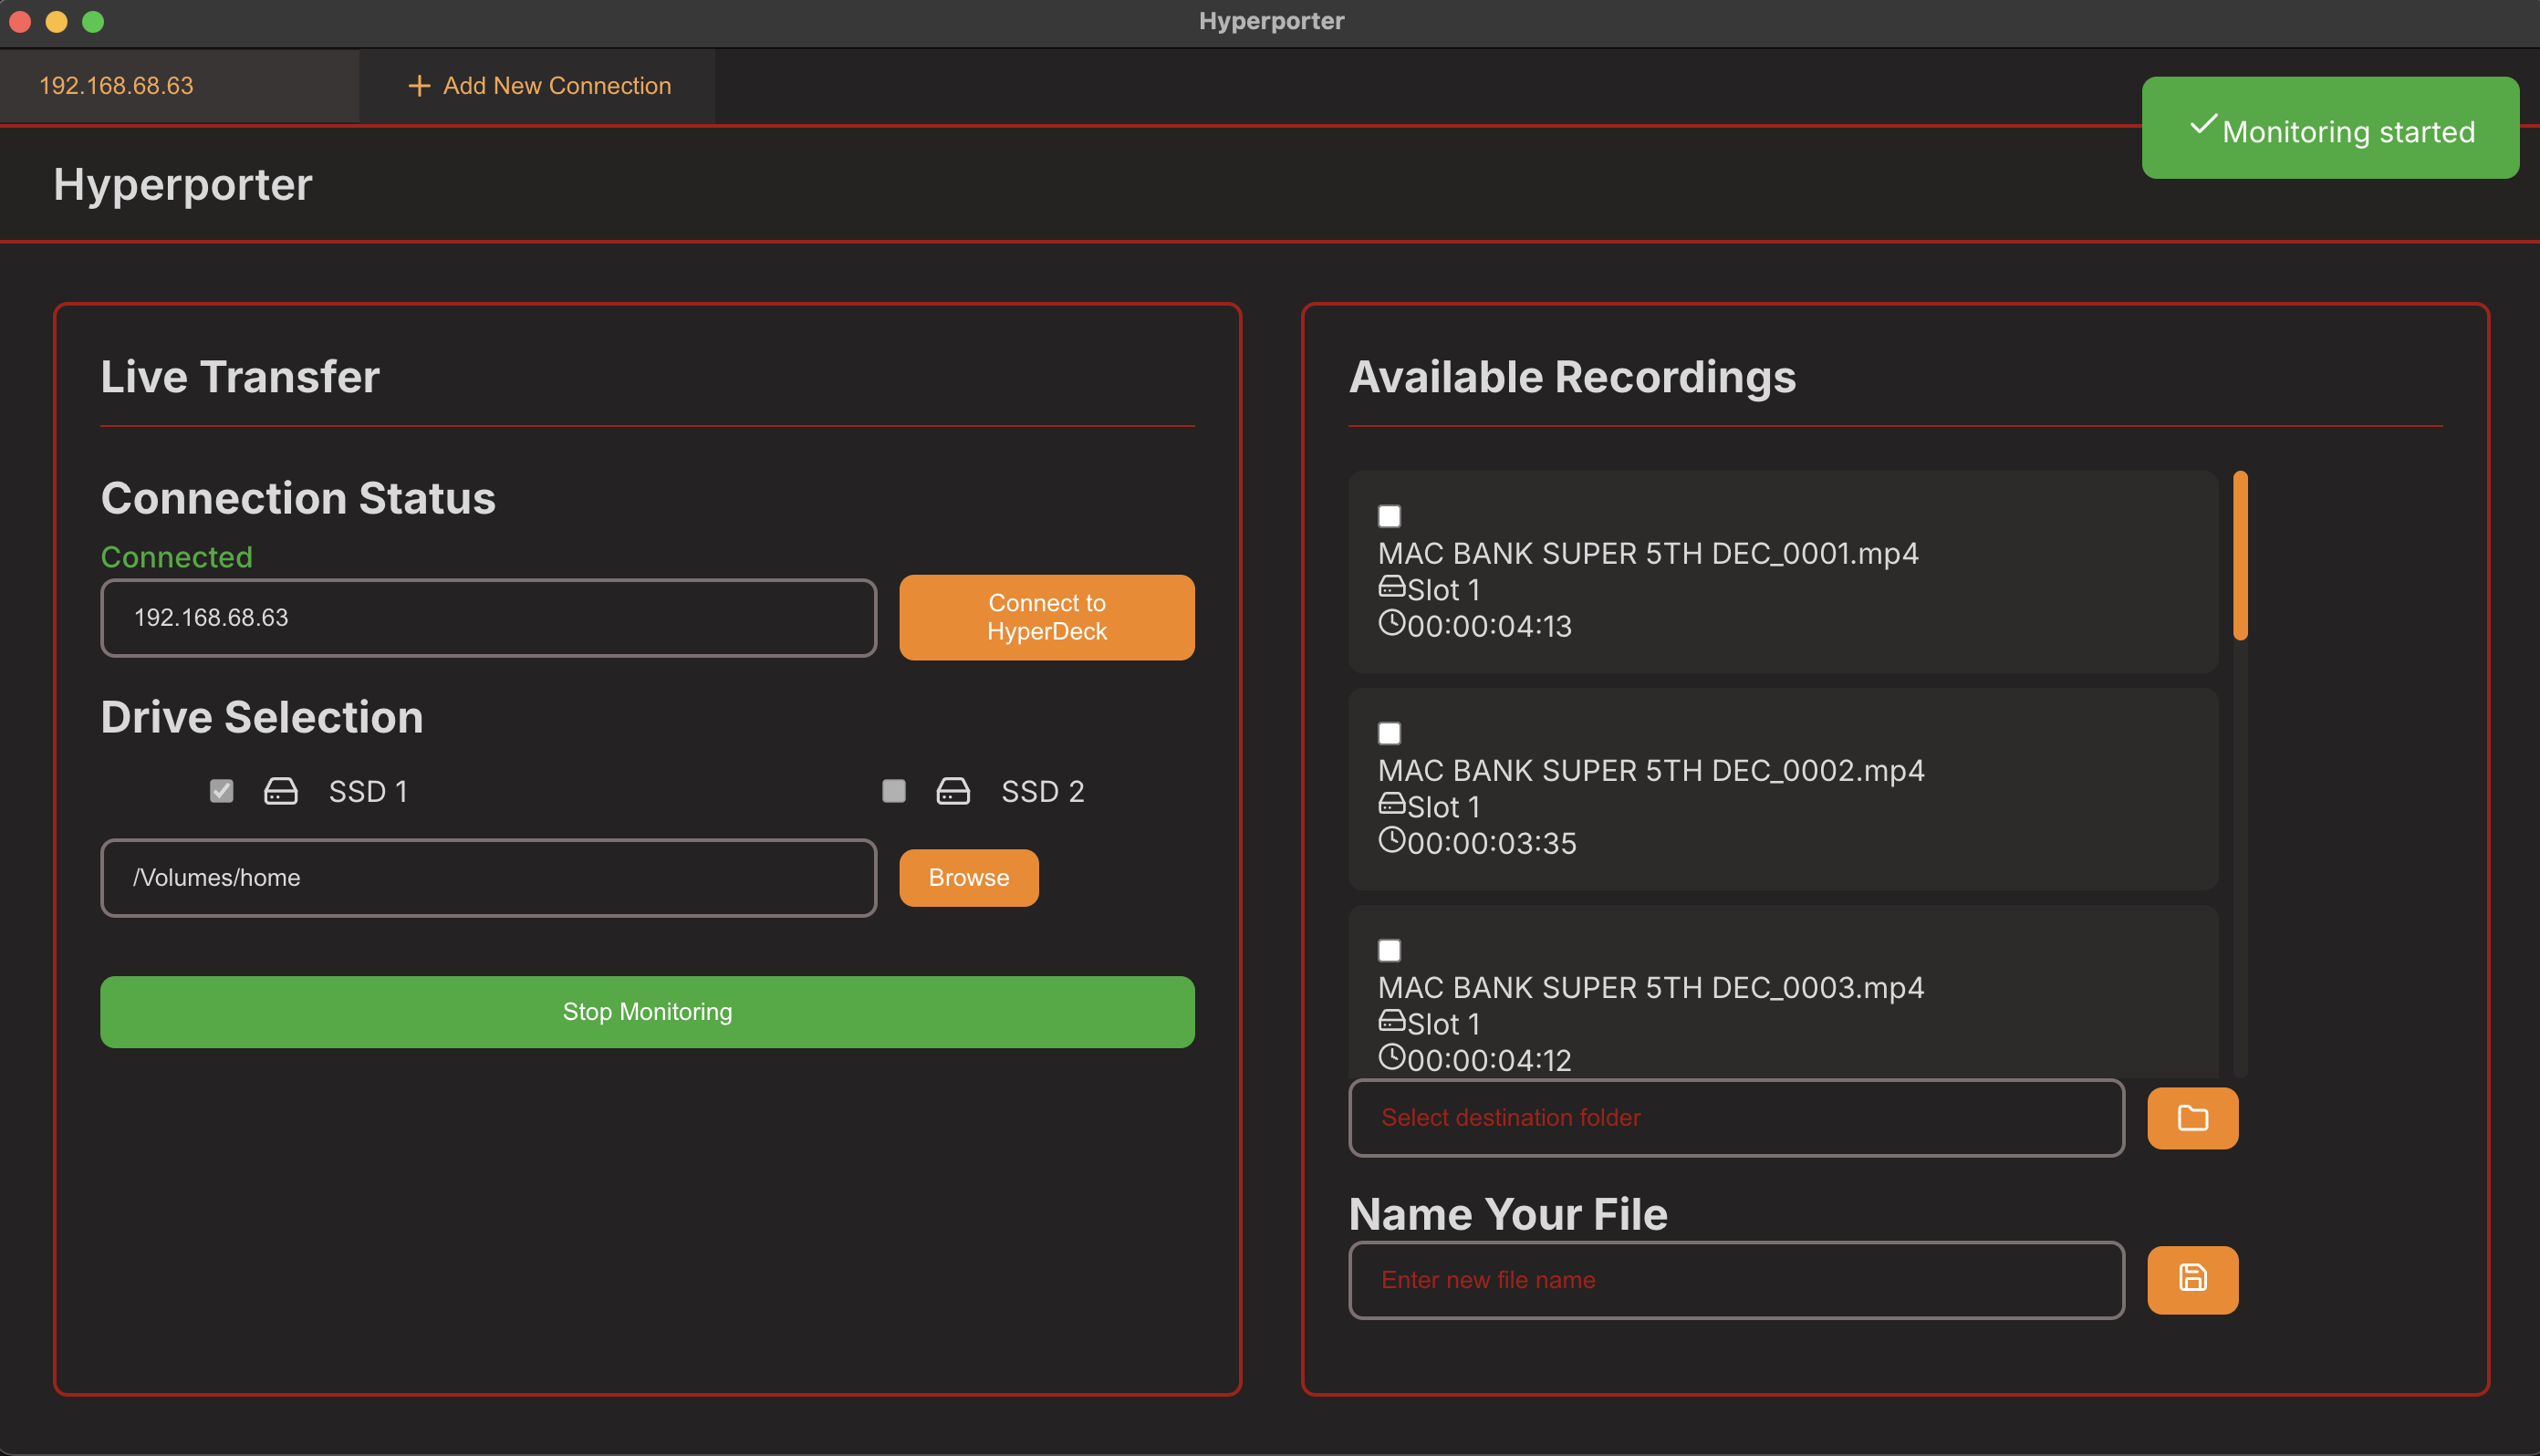 Hyperporter
192.168.68.63
+ Add New Connection
Monitoring started
Hyperporter
Live Transfer
Connection Status
Connected
192.168.68.63
Connect to
HyperDeck
Drive Selection
SSD 1
SSD 2
/Volumes/home
Browse
Stop Monitoring
Available Recordings
MAC BANK SUPER 5TH DEC_0001.mp4
Slot 1
00:00:04:13
MAC BANK SUPER 5TH DEC_0002.mp4
Slot 1
00:00:03:35
MAC BANK SUPER 5TH DEC_0003.mp4
Slot 1
00:00:04:12
Select destination folder
Name Your File
Enter new file name